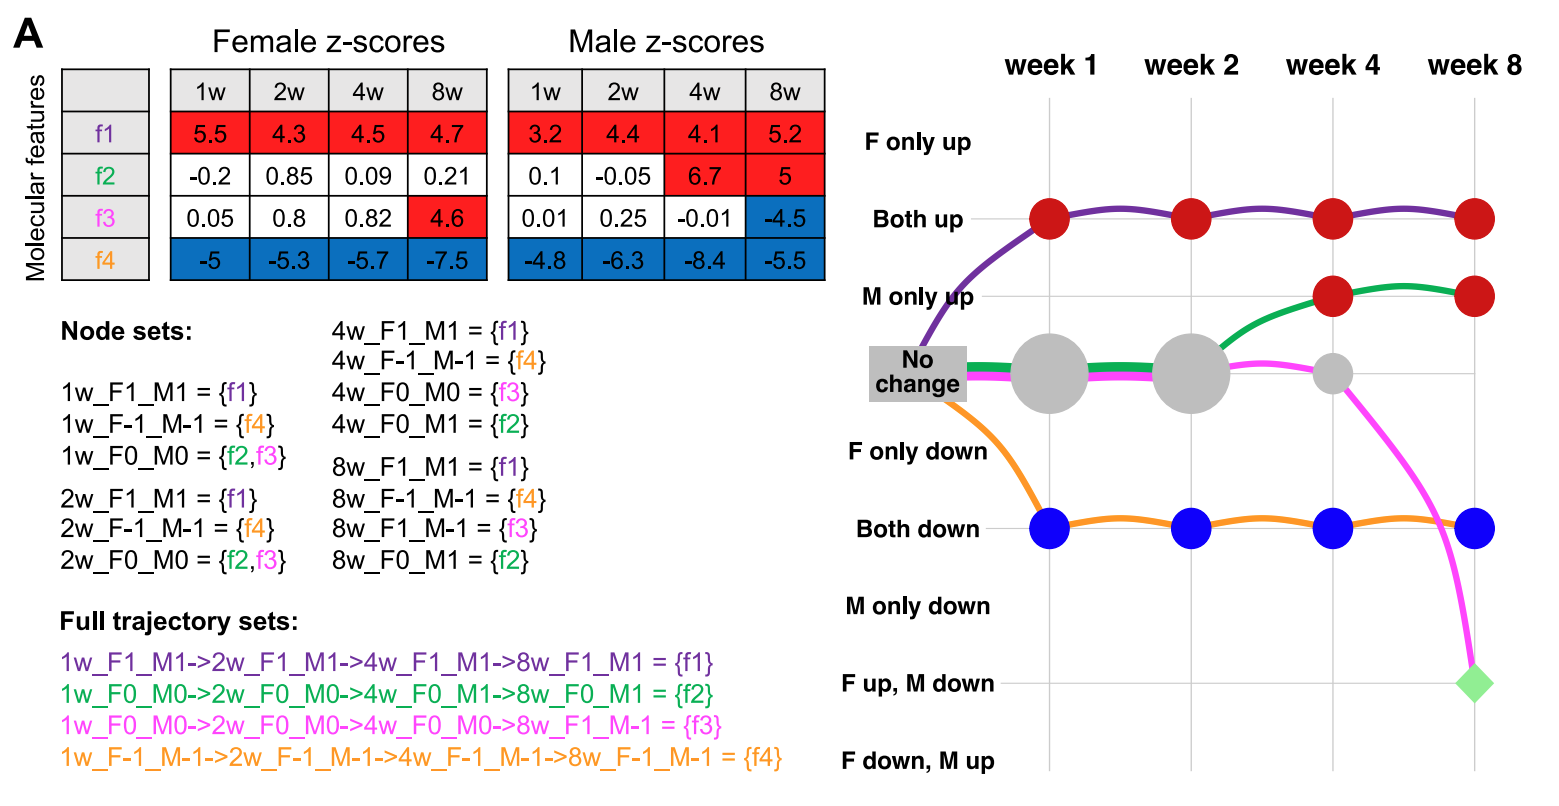 A
Female z-scores
Male z-scores
Molecular features
1w 2w 4w 8w 1w 2w 4w 8w
f1 5.5 4.3 4.5 4.7 3.2 4.4 4.1 5.2
f2 -0.2 0.85 0.09 0.21 0.1 -0.05 6.7 5
f3 0.05 0.8 0.82 4.6 0.01 0.25 -0.01 -4.5
f4 -5 -5.3 -5.7 -7.5 -4.8 -6.3 -8.4 -5.5
Node sets:
1w_F1_M1 = {f1}
1w_F-1_M-1 = {f4}
1w_F0_M0 = {f2,f3}
2w_F1_M1 = {f1}
2w_F-1_M-1 = {f4}
2w_F0_M0 = {f2,f3}
4w_F1_M1 = {f1}
4w_F-1_M-1 = {f4}
4w_F0_M0 = {f3}
4w_F0_M1 = {f2}
8w_F1_M1 = {f1}
8w_F-1_M-1 = {f4}
8w_F1_M-1 = {f3}
8w_F0_M1 = {f2}
Full trajectory sets:
1w_F1_M1->2w_F1_M1->4w_F1_M1->8w_F1_M1 = {f1}
1w_F0_M0->2w_F0_M0->4w_F0_M1->8w_F0_M1 = {f2}
1w_F0_M0->2w_F0_M0->4w_F0_M0->8w_F1_M-1 = {f3}
1w_F-1_M-1->2w_F-1_M-1->4w_F-1_M-1->8w_F-1_M-1 = {f4}
week 1 week 2 week 4 week 8
F only up
Both up
M only up
No
change
F only down
Both down
M only down
F up, M down
F down, M up